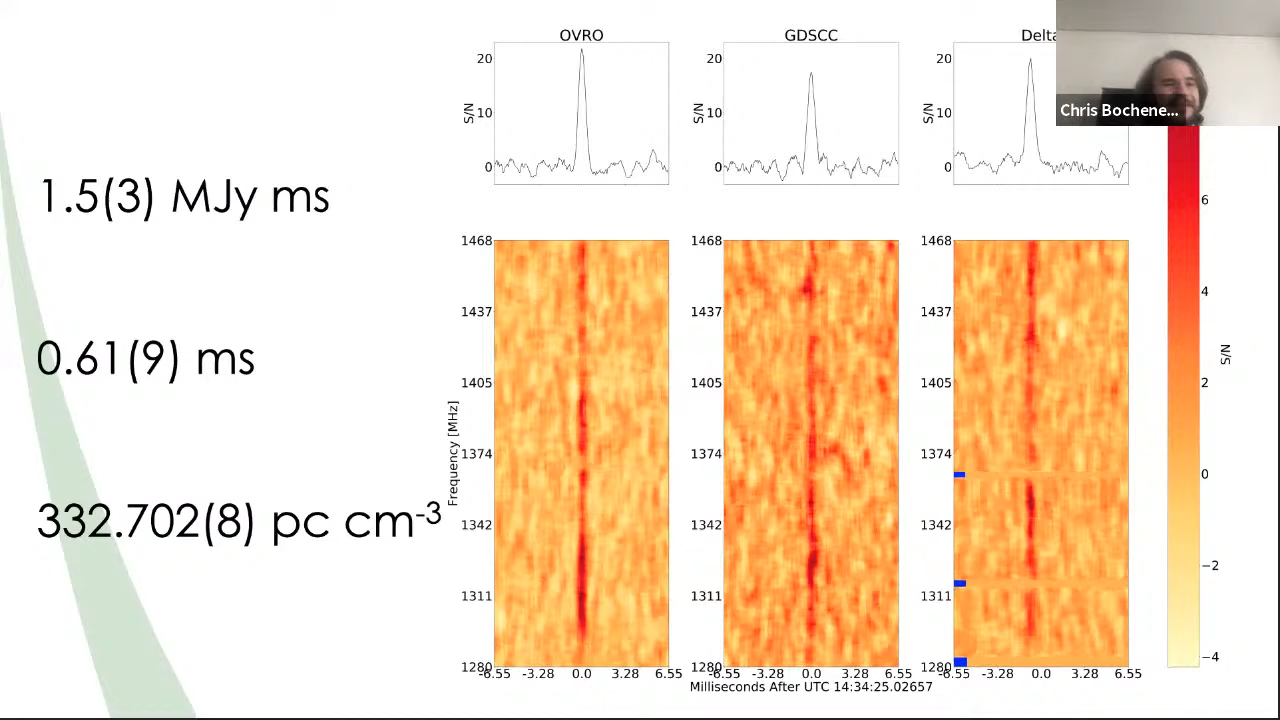 1.5(3) MJy ms
0.61(9) ms
332.702(8) pc cm-3
OVRO
20
10
0
S/N
GDSCC
20
10
0
S/N
Delta
20
10
0
S/N
Chris Bochene...
Frequency [MHz]
1468
1437
1405
1374
1342
1311
1280
-6.55 -3.28 0.0 3.28 6.55
1468
1437
1405
1374
1342
1311
1280
-6.55 -3.28 0.0 3.28 6.55
1468
1437
1405
1374
1342
1311
1280
-6.55 -3.28 0.0 3.28 6.55
Milliseconds After UTC 14:34:25.02657
6
4
2
0
−2
−4
S/N